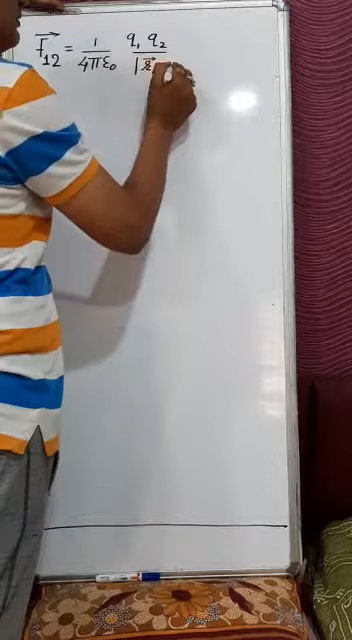 F⃗₁₂ = 1/4πε₀ q₁ q₂/|r⃗